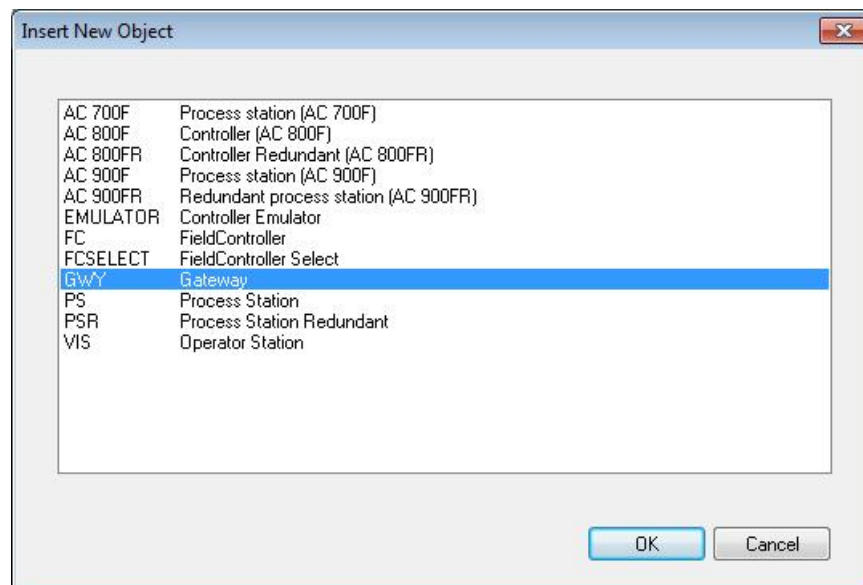 Insert New Object
AC 700F Process station (AC 700F)
AC 800F Controller (AC 800F)
AC 800FR Controller Redundant (AC 800FR)
AC 900F Process station (AC 900F)
AC 900FR Redundant process station (AC 900FR)
EMULATOR Controller Emulator
FC FieldController
FCSELECT FieldController Select
GWY Gateway
PS Process Station
PSR Process Station Redundant
VIS Operator Station
OK Cancel